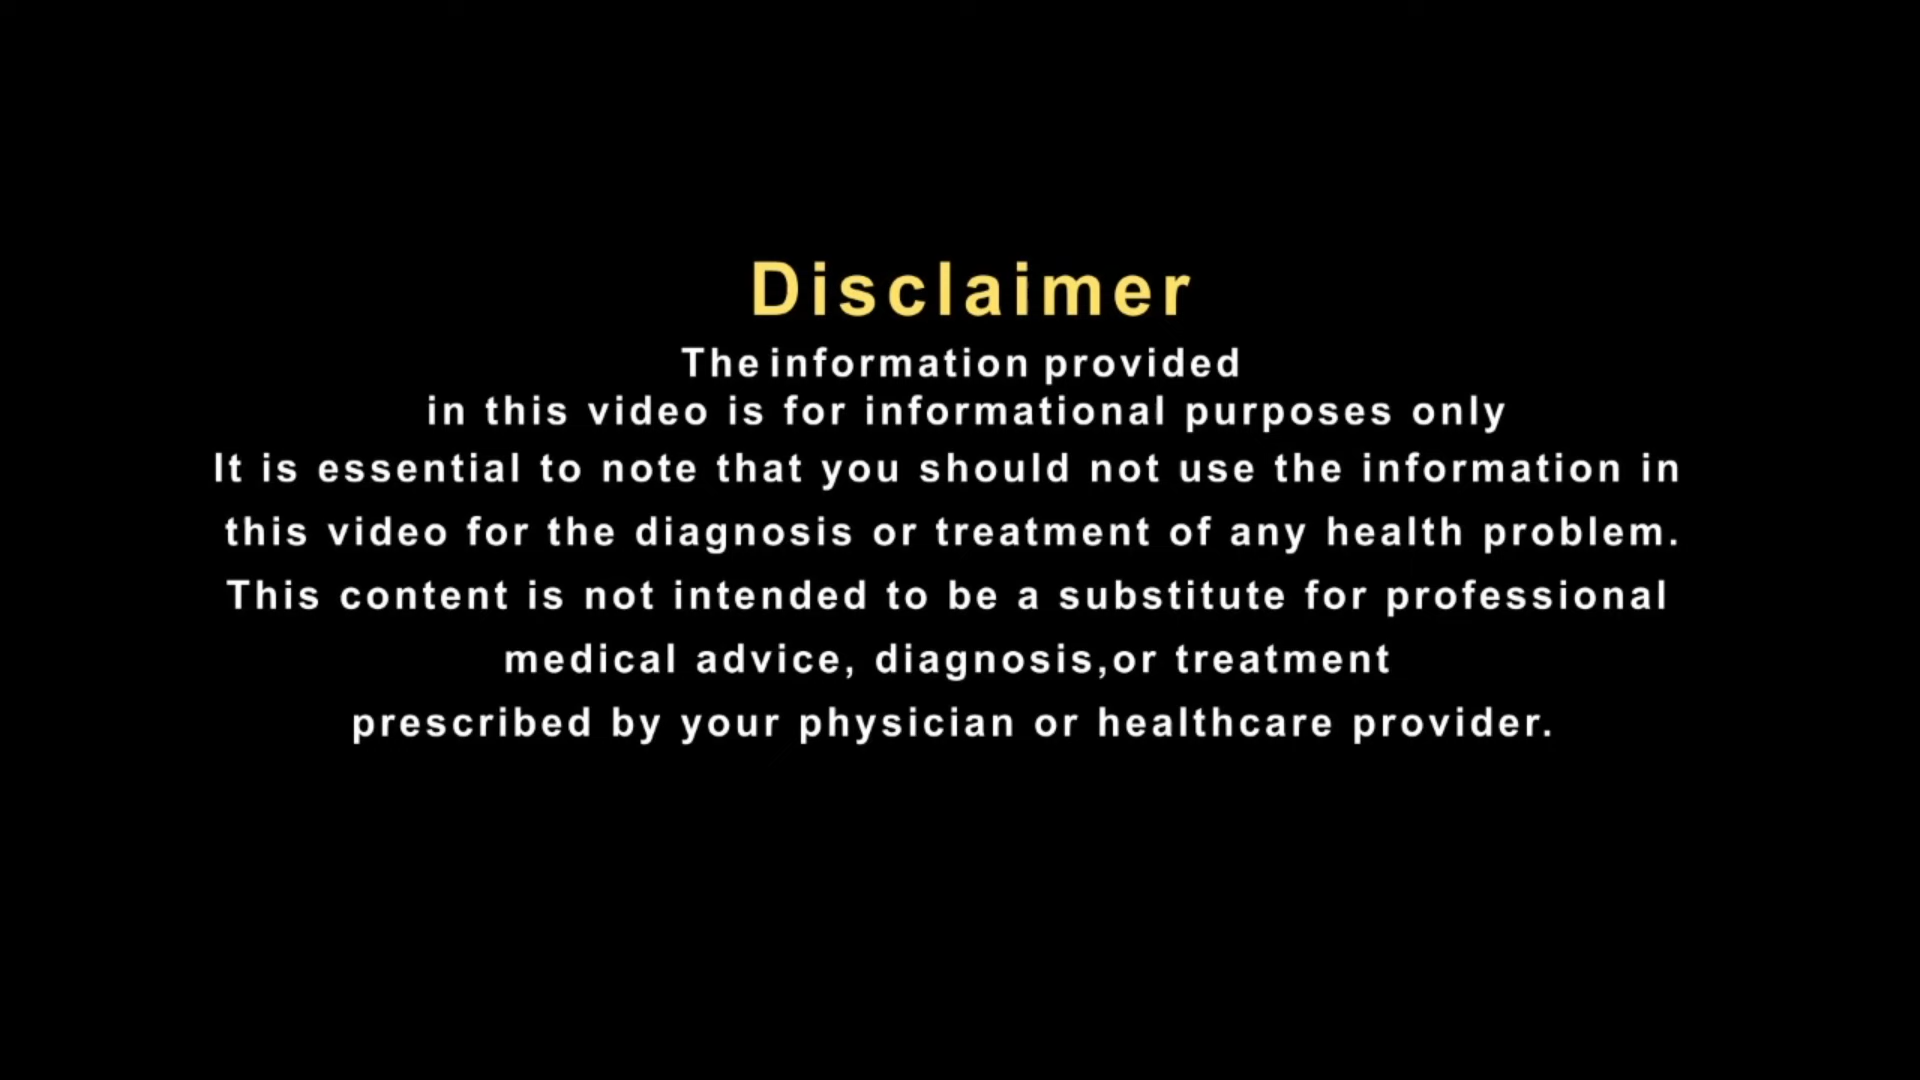 Disclaimer
The information provided
in this video is for informational purposes only
It is essential to note that you should not use the information in
this video for the diagnosis or treatment of any health problem.
This content is not intended to be a substitute for professional
medical advice, diagnosis,or treatment
prescribed by your physician or healthcare provider.